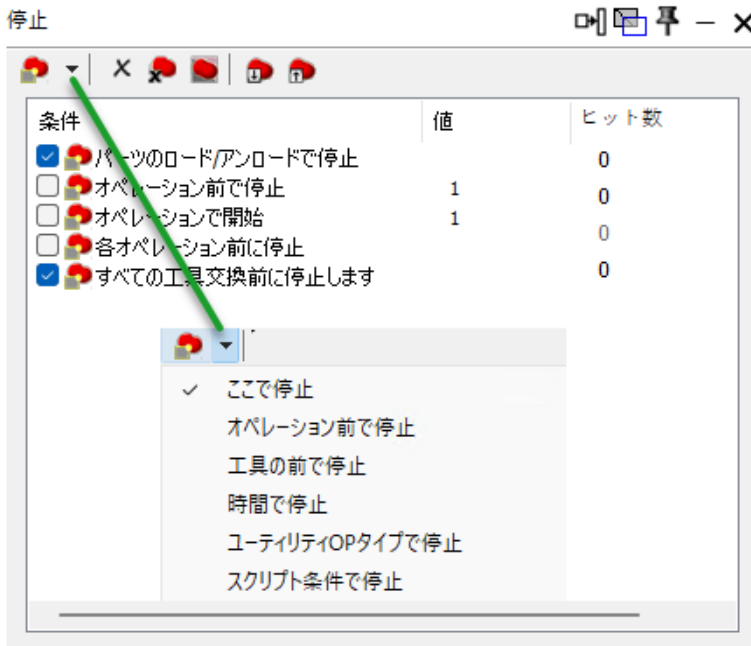 停止
条件 値 ヒット数
パーツのロード/アンロードで停止 0
オペレーション前で停止 1 0
オペレーションで開始 1 0
各オペレーション前に停止
すべての工具交換前に停止します 0
ここで停止
オペレーション前で停止
工具の前で停止
時間で停止
ユーティリティOPタイプで停止
スクリプト条件で停止